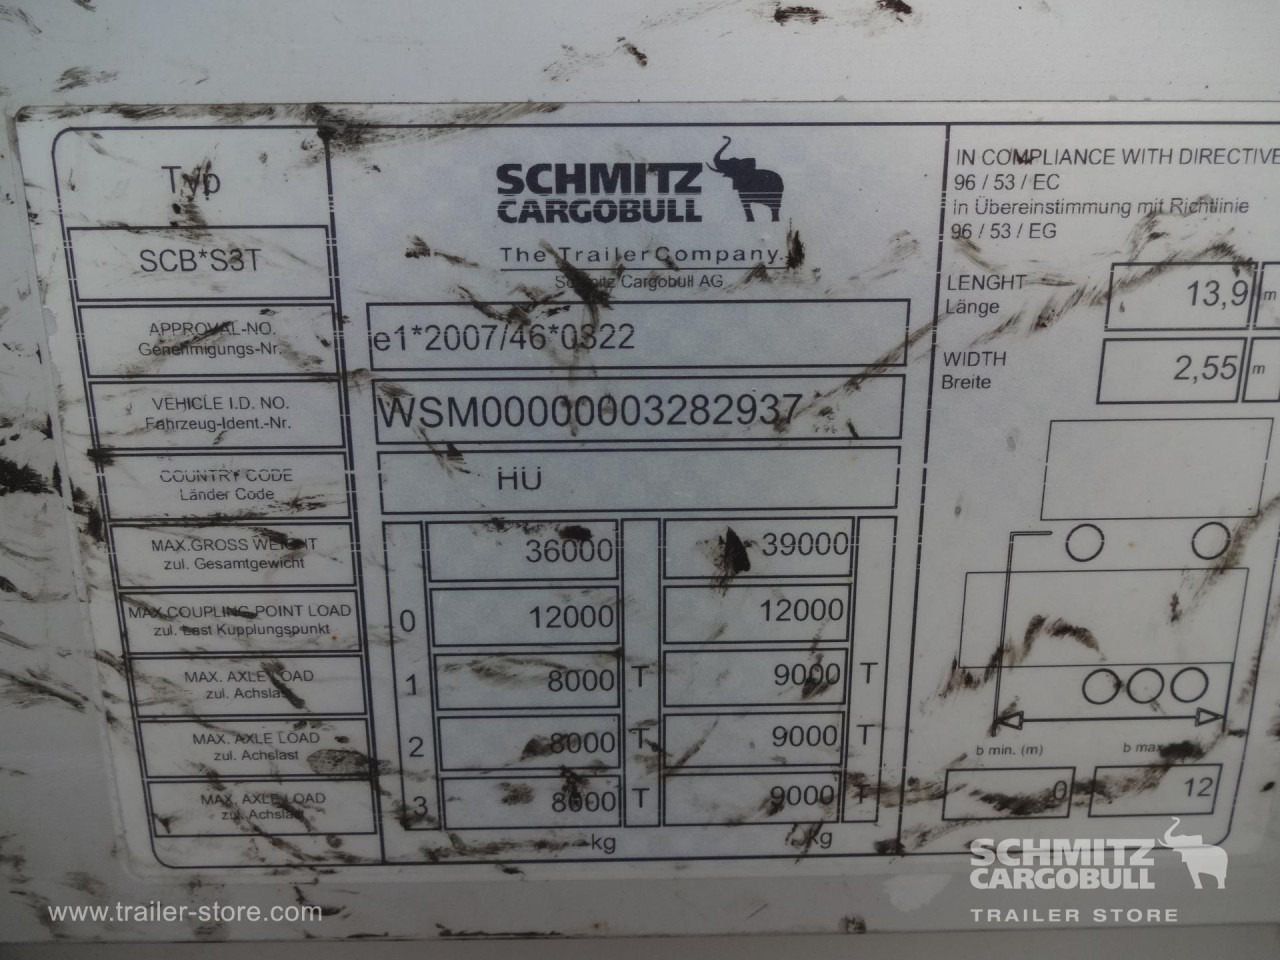 Typ
SCB*S3T
SCHMITZ
CARGOBULL
The Trailer Company.
Schmitz Cargobull AG
APPROVAL-NO.
Genehmigungs-Nr.
e1*2007/46*0322
VEHICLE I.D. NO.
Fahrzeug-Ident.-Nr.
WSM00000003282937
COUNTRY CODE
Länder Code
HU
MAX.GROSS WEIGHT
zul. Gesamtgewicht
36000
39000
MAX.COUPLING POINT LOAD
zul. Last Kupplungspunkt
0 12000 12000
MAX. AXLE LOAD
zul. Achslast
1 8000 T 9000 T
MAX. AXLE LOAD
zul. Achslast
2 8000 T 9000 T
MAX. AXLE LOAD
zul. Achslast
3 8000 T 9000 T
kg kg
IN COMPLIANCE WITH DIRECTIVE
96 / 53 / EC
in Übereinstimmung mit Richtlinie
96 / 53 / EG
LENGHT
Länge
13,9 m
WIDTH
Breite
2,55 m
b min. (m) b max.
0 12
SCHMITZ
CARGOBULL
TRAILER STORE
www.trailer-store.com